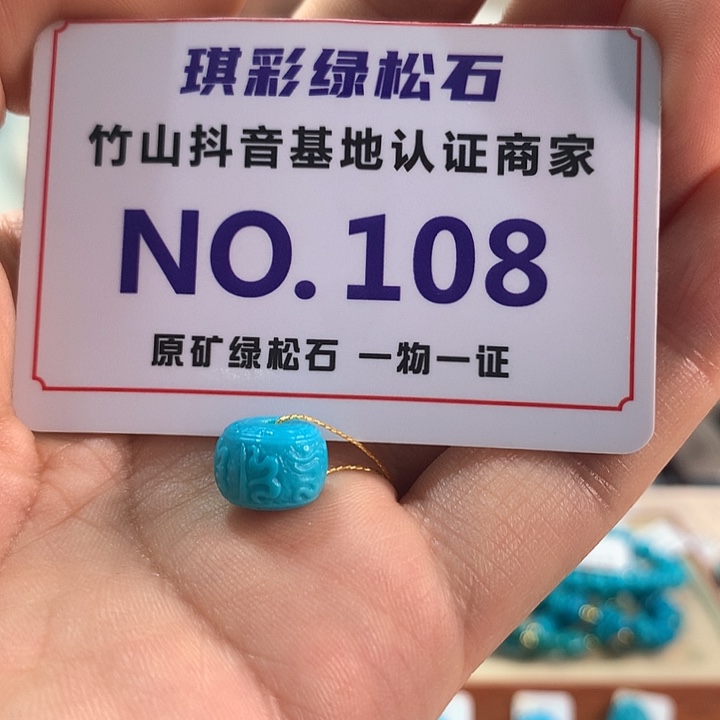 琪彩绿松石
竹山抖音基地认证商家
NO.108
原矿绿松石 一物一证